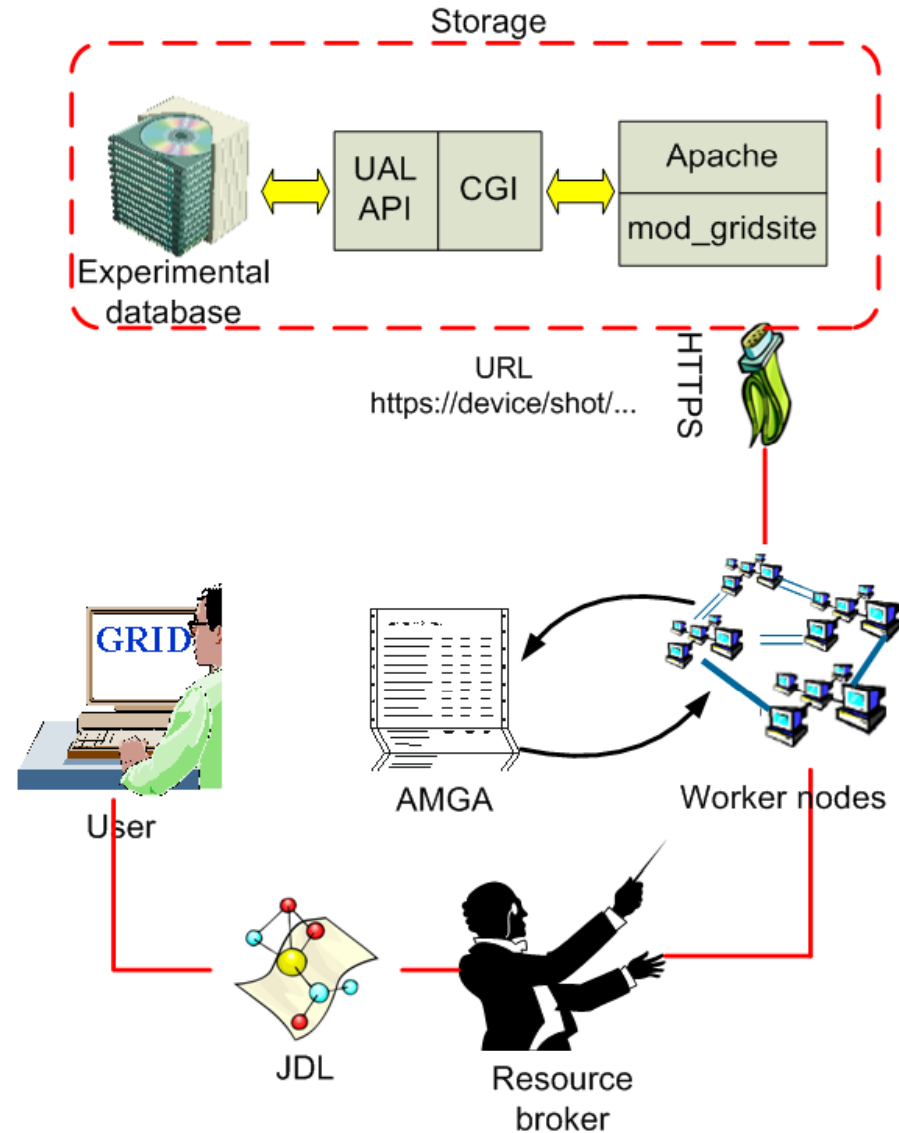 Storage
UAL
API
CGI
Apache
mod_gridsite
Experimental
database
URL
https://device/shot/...
HTTPS
GRID
User
AMGA
Worker nodes
JDL
Resource
broker